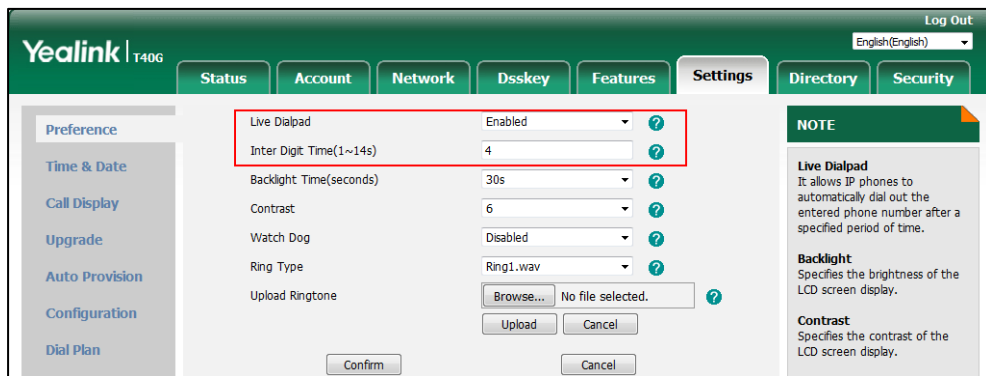 Log Out
Yealink T40G
English(English)
Status Account Network Dsskey Features Settings Directory Security
Preference
Time & Date
Call Display
Upgrade
Auto Provision
Configuration
Dial Plan
Live Dialpad Enabled ?
Inter Digit Time(1~14s) 4 ?
Backlight Time(seconds) 30s ?
Contrast 6 ?
Watch Dog Disabled ?
Ring Type Ring1.wav ?
Upload Ringtone Browse... No file selected. ?
Upload Cancel
Confirm Cancel
NOTE
Live Dialpad
It allows IP phones to
automatically dial out the
entered phone number after a
specified period of time.
Backlight
Specifies the brightness of the
LCD screen display.
Contrast
Specifies the contrast of the
LCD screen display.